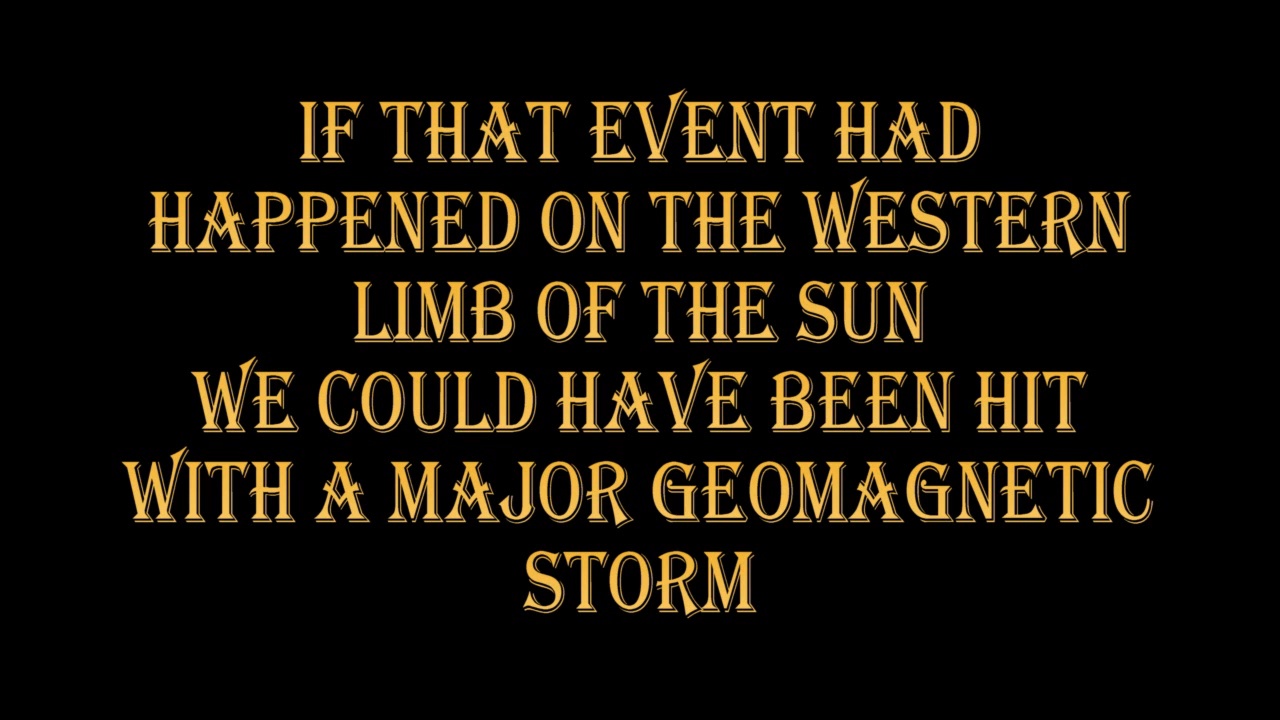 IF THAT EVENT HAD
HAPPENED ON THE WESTERN
LIMB OF THE SUN
WE COULD HAVE BEEN HIT
WITH A MAJOR GEOMAGNETIC
STORM